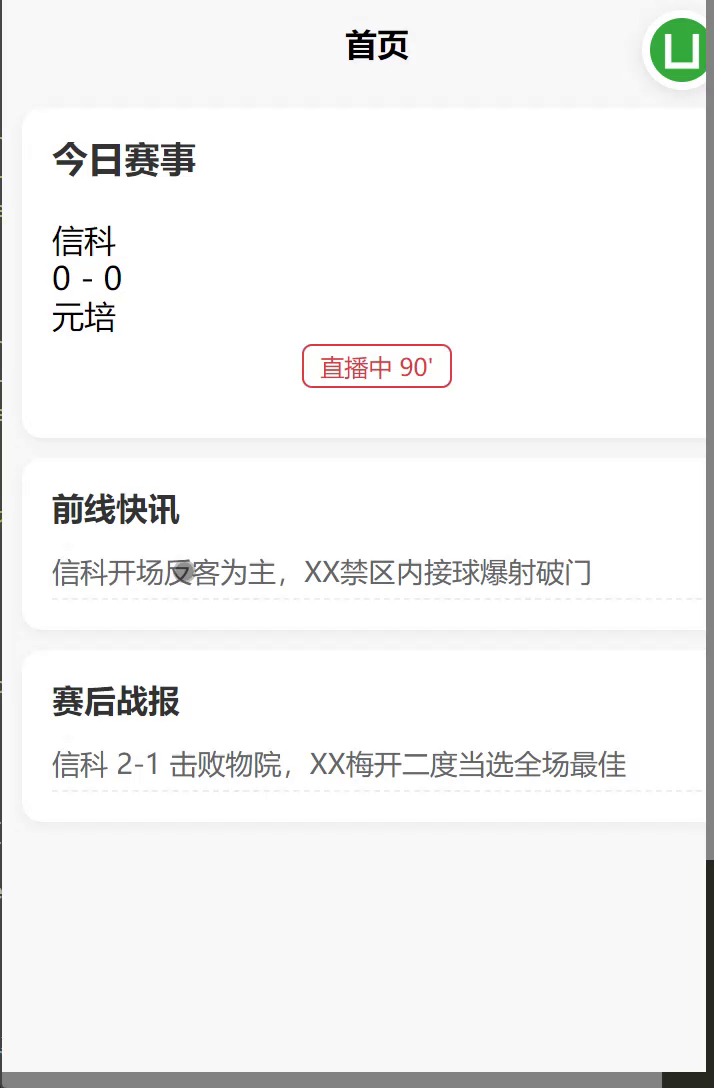 首页
今日赛事
信科
0 - 0
元培
直播中 90'
前线快讯
信科开场反客为主，XX禁区内接球爆射破门
赛后战报
信科 2-1 击败物院，XX梅开二度当选全场最佳